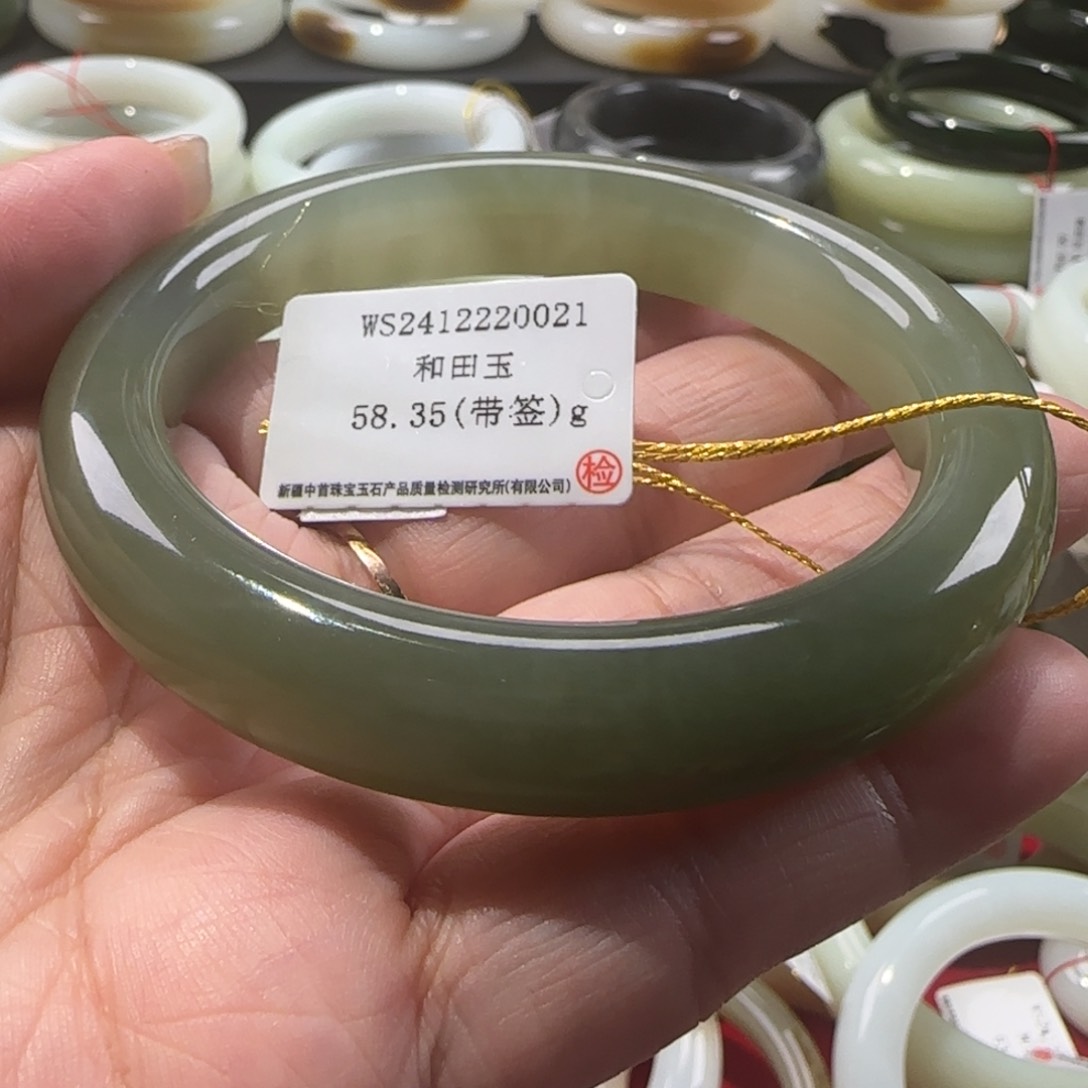 WS2412220021
和田玉
58.35(带签)g
检
新疆中首珠宝玉石产品质量检测研究所(有限公司)